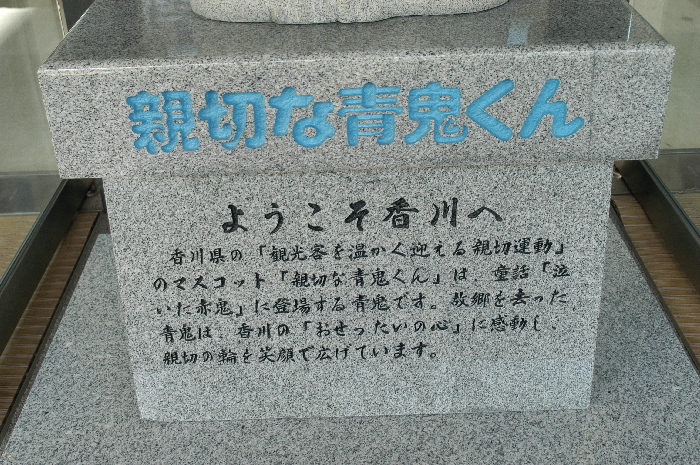 親切な青鬼くん
ようこそ香川へ
香川県の「観光客を温かく迎える親切運動」
のマスコット「親切な青鬼くん」は、童話「泣
いた赤鬼」に登場する青鬼です。故郷を去った
青鬼は、香川の「おせったいの心」に感動し、
親切の輪を笑顔で広げています。